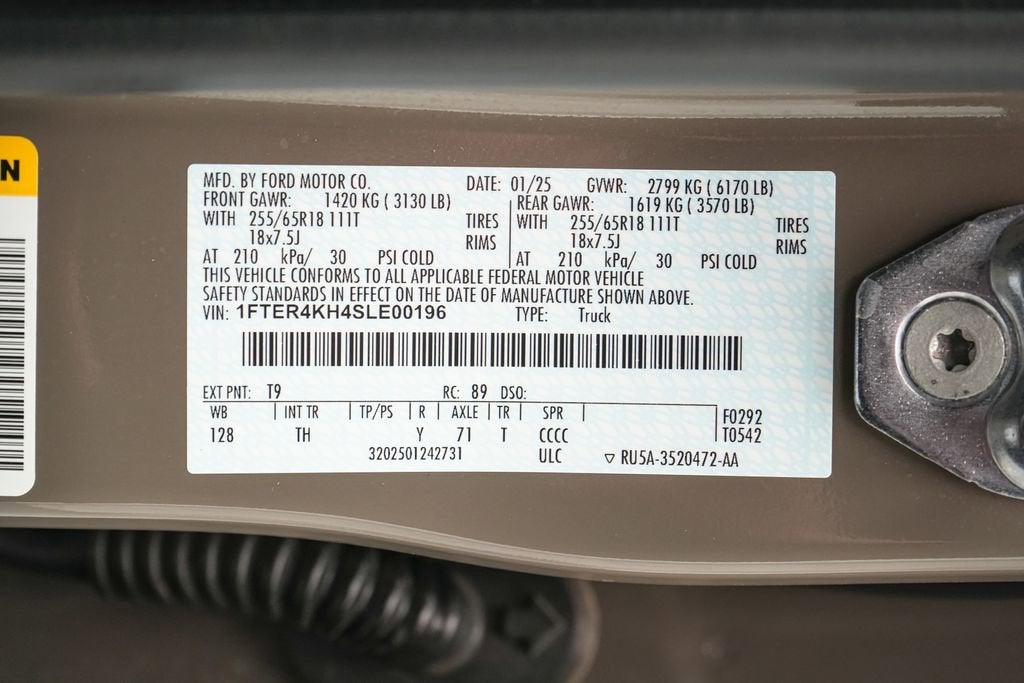 N
MFD. BY FORD MOTOR CO. DATE: 01/25 GVWR: 2799 KG ( 6170 LB)
FRONT GAWR: 1420 KG ( 3130 LB) REAR GAWR: 1619 KG ( 3570 LB)
WITH 255/65R18 111T TIRES WITH 255/65R18 111T TIRES
18x7.5J RIMS 18x7.5J RIMS
AT 210 kPa/ 30 PSI COLD AT 210 kPa/ 30 PSI COLD
THIS VEHICLE CONFORMS TO ALL APPLICABLE FEDERAL MOTOR VEHICLE
SAFETY STANDARDS IN EFFECT ON THE DATE OF MANUFACTURE SHOWN ABOVE.
VIN: 1FTER4KH4SLE00196 TYPE: Truck
EXT PNT: T9 RC: 89 DSO:
WB INT TR TP/PS R AXLE TR SPR F0292
128 TH Y 71 T CCCC T0542
3202501242731 ULC ▽ RU5A-3520472-AA